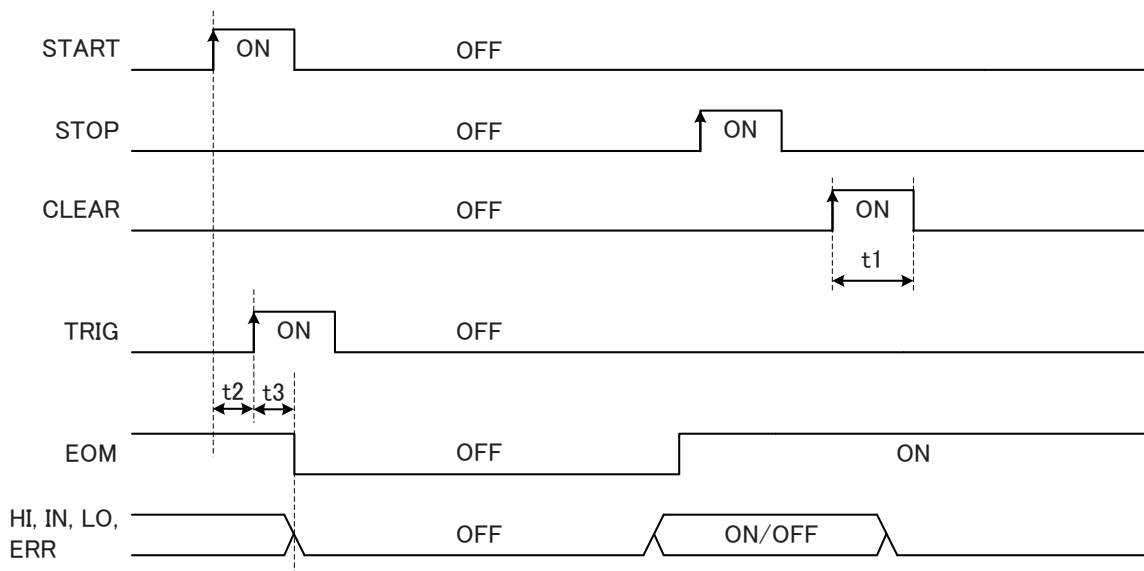 START ON OFF
STOP OFF ON
CLEAR OFF ON
t1
TRIG ON OFF
t2 t3
EOM OFF ON
HI, IN, LO,
ERR OFF ON/OFF